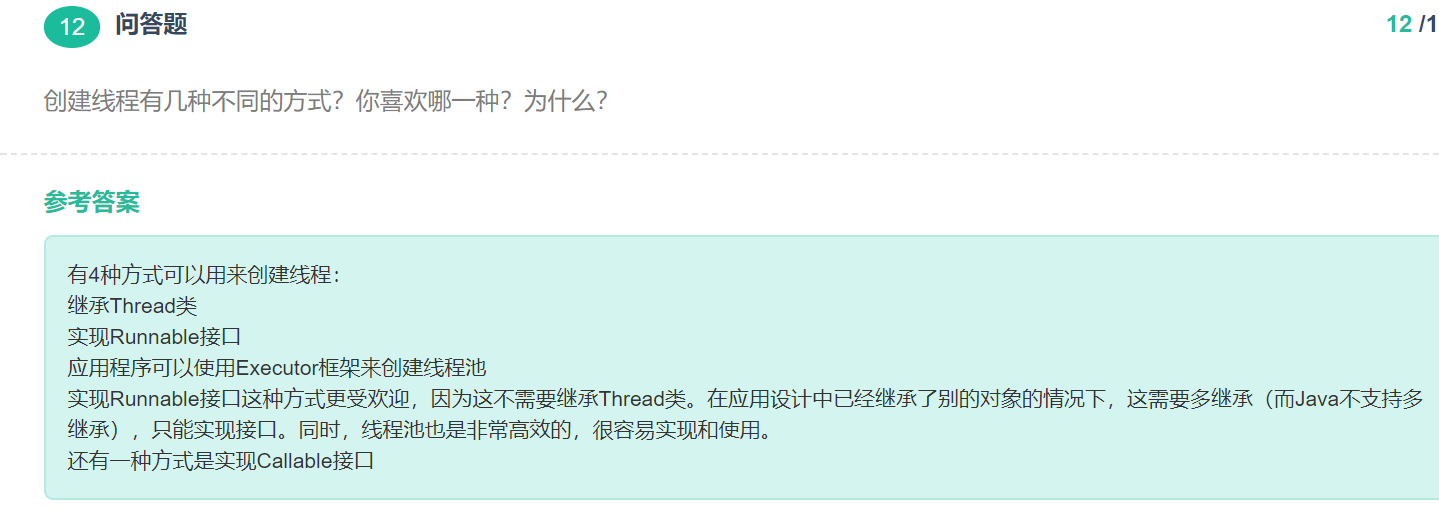 12 问答题
12 /1
创建线程有几种不同的方式？你喜欢哪一种？为什么？
参考答案
有4种方式可以用来创建线程：
继承Thread类
实现Runnable接口
应用程序可以使用Executor框架来创建线程池
实现Runnable接口这种方式更受欢迎，因为这不需要继承Thread类。在应用设计中已经继承了别的对象的情况下，这需要多继承（而Java不支持多
继承），只能实现接口。同时，线程池也是非常高效的，很容易实现和使用。
还有一种方式是实现Callable接口